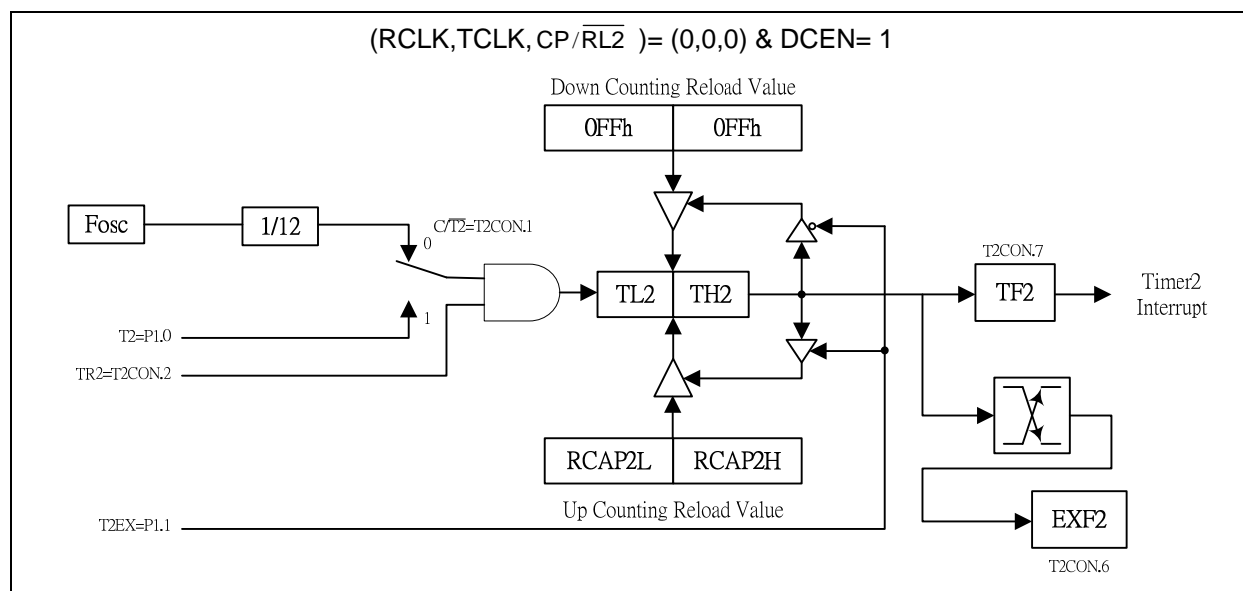 (RCLK,TCLK, CP/R̅L̅2̅ )= (0,0,0) & DCEN= 1
Down Counting Reload Value
0FFh 0FFh
Fosc
1/12
C/T̅2̅=T2CON.1
0
1
T2=P1.0
TR2=T2CON.2
TL2 TH2
T2CON.7
TF2
Timer2
Interrupt
RCAP2L RCAP2H
Up Counting Reload Value
T2EX=P1.1
EXF2
T2CON.6